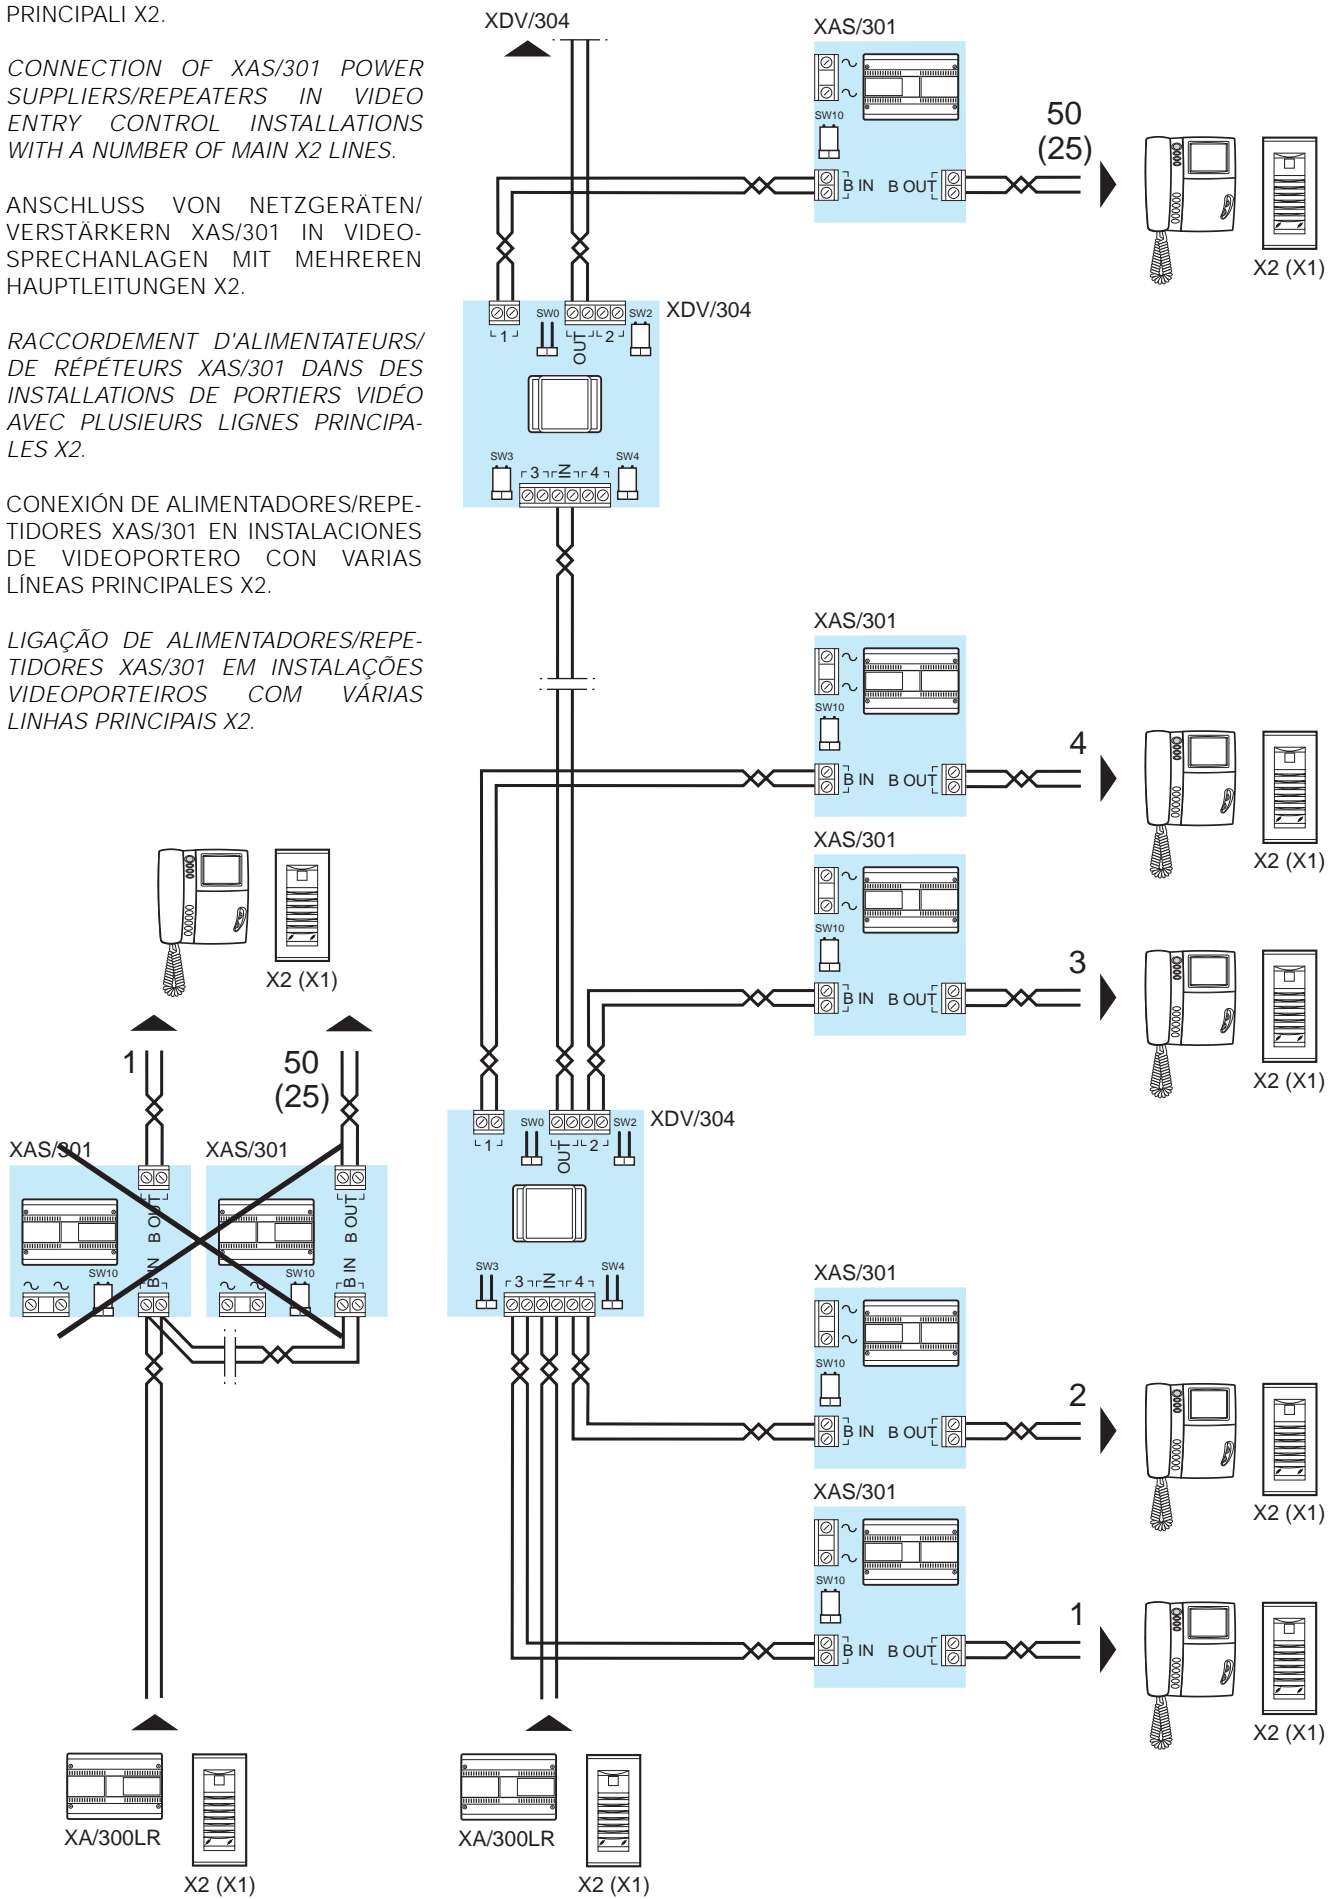 PRINCIPALI X2.
CONNECTION OF XAS/301 POWER
SUPPLIERS/REPEATERS IN VIDEO
ENTRY CONTROL INSTALLATIONS
WITH A NUMBER OF MAIN X2 LINES.
ANSCHLUSS VON NETZGERÄTEN/
VERSTÄRKERN XAS/301 IN VIDEO-
SPRECHANLAGEN MIT MEHREREN
HAUPTLEITUNGEN X2.
RACCORDEMENT D'ALIMENTATEURS/
DE RÉPÉTEURS XAS/301 DANS DES
INSTALLATIONS DE PORTIERS VIDÉO
AVEC PLUSIEURS LIGNES PRINCIPA-
LES X2.
CONEXIÓN DE ALIMENTADORES/REPE-
TIDORES XAS/301 EN INSTALACIONES
DE VIDEOPORTERO CON VARIAS
LÍNEAS PRINCIPALES X2.
LIGAÇÃO DE ALIMENTADORES/REPE-
TIDORES XAS/301 EM INSTALAÇÕES
VIDEOPORTEIROS COM VÁRIAS
LINHAS PRINCIPAIS X2.
X2 (X1)
1
50
(25)
XAS/301
XAS/301
B OUT
B OUT
B IN
B IN
~ ~
SW10
~ ~
SW10
XA/300LR
X2 (X1)
XDV/304
XAS/301
~
~
SW10
B IN B OUT
50
(25)
X2 (X1)
XDV/304
1
SW0
OUT
2
SW2
SW3
3
IN
4
SW4
XAS/301
~
~
SW10
B IN B OUT
4
X2 (X1)
XAS/301
~
~
SW10
B IN B OUT
3
X2 (X1)
XDV/304
1
SW0
OUT
2
SW2
SW3
3
IN
4
SW4
XAS/301
~
~
SW10
B IN B OUT
2
X2 (X1)
XAS/301
~
~
SW10
B IN B OUT
1
X2 (X1)
XA/300LR
X2 (X1)